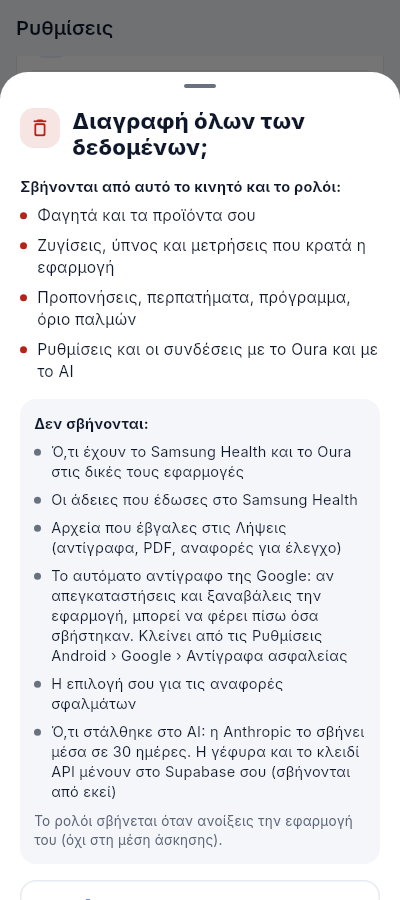 Ρυθμίσεις
Διαγραφή όλων των
δεδομένων;
Σβήνονται από αυτό το κινητό και το ρολόι:
Φαγητά και τα προϊόντα σου
Ζυγίσεις, ύπνος και μετρήσεις που κρατά η
εφαρμογή
Προπονήσεις, περπατήματα, πρόγραμμα,
όριο παλμών
Ρυθμίσεις και οι συνδέσεις με το Oura και με
το AI
Δεν σβήνονται:
Ό,τι έχουν το Samsung Health και το Oura
στις δικές τους εφαρμογές
Οι άδειες που έδωσες στο Samsung Health
Αρχεία που έβγαλες στις Λήψεις
(αντίγραφα, PDF, αναφορές για έλεγχο)
Το αυτόματο αντίγραφο της Google: αν
απεγκαταστήσεις και ξαναβάλεις την
εφαρμογή, μπορεί να φέρει πίσω όσα
σβήστηκαν. Κλείνει από τις Ρυθμίσεις
Android › Google › Αντίγραφα ασφαλείας
Η επιλογή σου για τις αναφορές
σφαλμάτων
Ό,τι στάλθηκε στο AI: η Anthropic το σβήνει
μέσα σε 30 ημέρες. Η γέφυρα και το κλειδί
API μένουν στο Supabase σου (σβήνονται
από εκεί)
Το ρολόι σβήνεται όταν ανοίξεις την εφαρμογή
του (όχι στη μέση άσκησης).